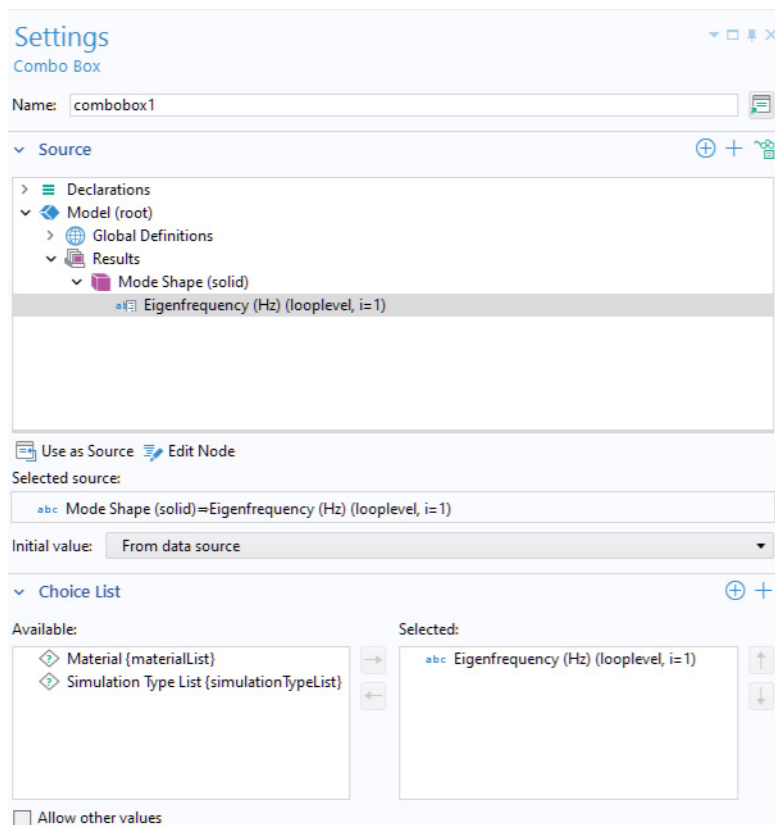 Settings
Combo Box
Name: combobox1
Source
Declarations
Model (root)
Global Definitions
Results
Mode Shape (solid)
Eigenfrequency (Hz) (looplevel, i=1)
Use as Source Edit Node
Selected source:
abc Mode Shape (solid)⇒Eigenfrequency (Hz) (looplevel, i=1)
Initial value: From data source
Choice List
Available: Selected:
Material {materialList} abc Eigenfrequency (Hz) (looplevel, i=1)
Simulation Type List {simulationTypeList}
Allow other values